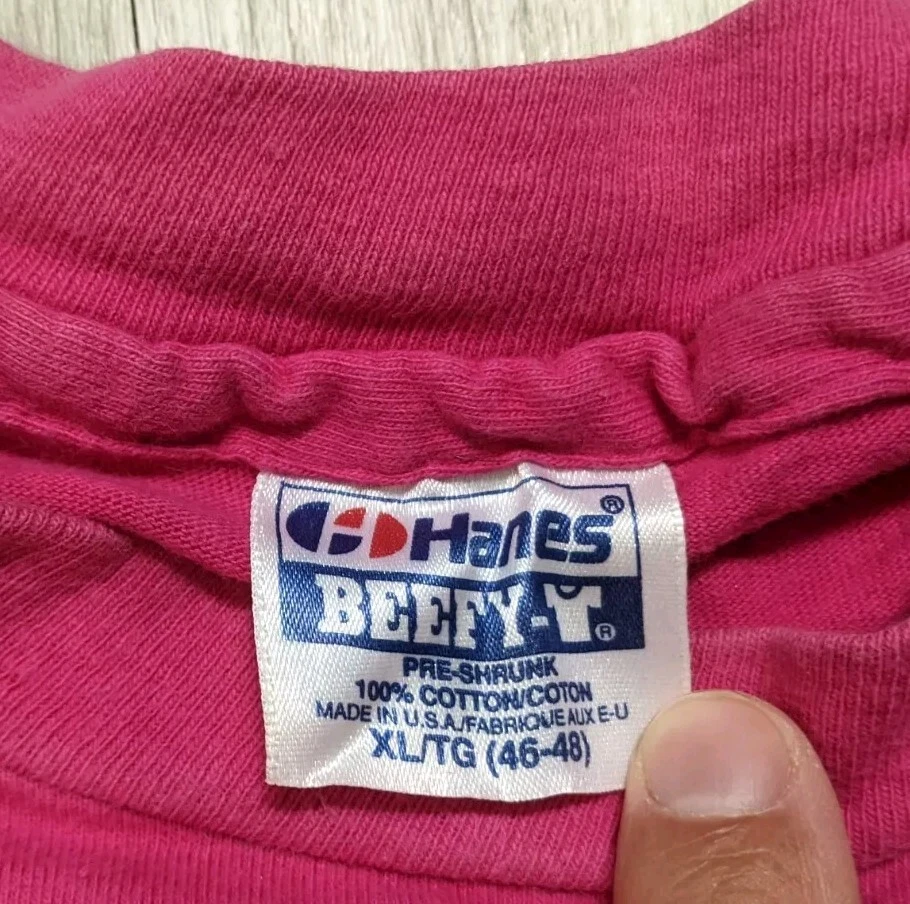 Hanes®
BEEFY-T®
PRE-SHRUNK
100% COTTON/COTON
MADE IN U.S.A./FABRIQUE AUX E-U
XL/TG (46-48)